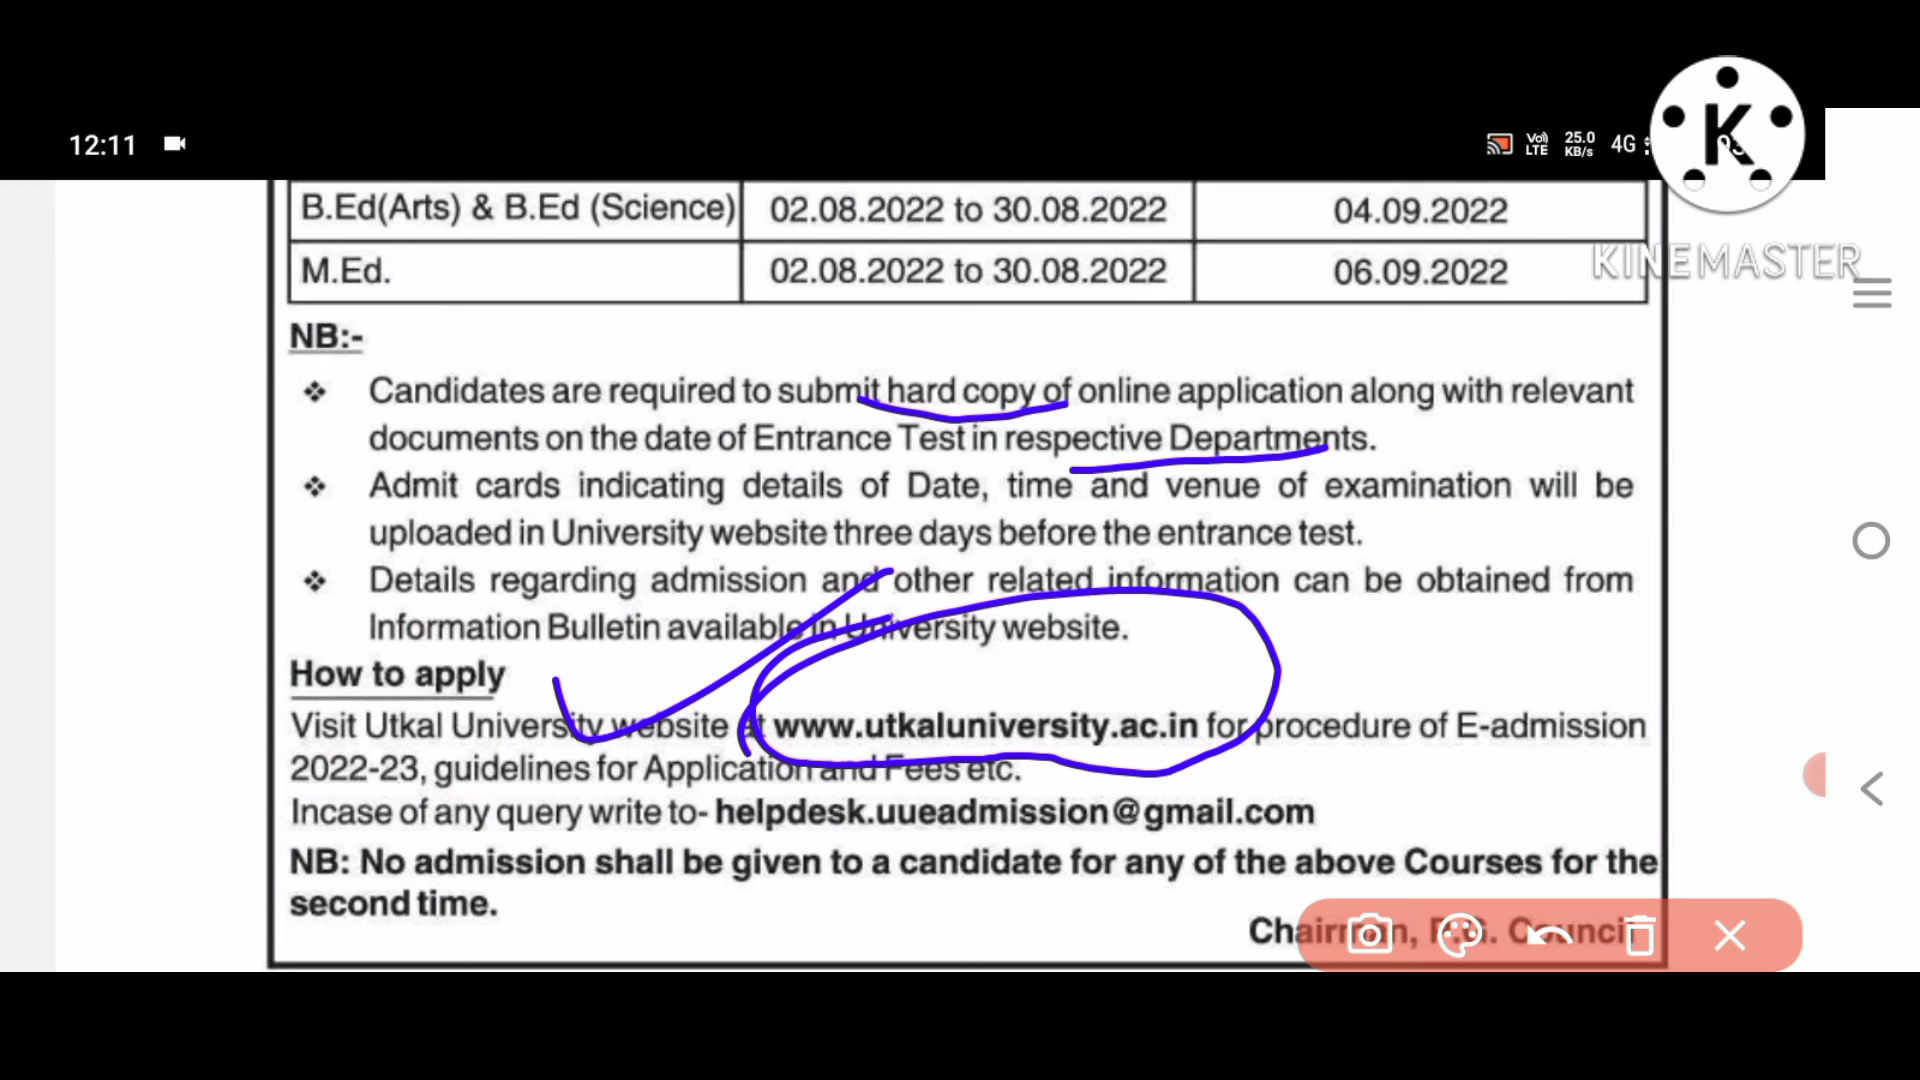 12:11
Vo) LTE 25.0 KB/s 4G
K
KINEMASTER
B.Ed(Arts) & B.Ed (Science) 02.08.2022 to 30.08.2022 04.09.2022
M.Ed. 02.08.2022 to 30.08.2022 06.09.2022
NB:-
❖ Candidates are required to submit hard copy of online application along with relevant
documents on the date of Entrance Test in respective Departments.
❖ Admit cards indicating details of Date, time and venue of examination will be
uploaded in University website three days before the entrance test.
❖ Details regarding admission and other related information can be obtained from
Information Bulletin available in University website.
How to apply
Visit Utkal University website at www.utkaluniversity.ac.in for procedure of E-admission
2022-23, guidelines for Application and Fees etc.
Incase of any query write to- helpdesk.uueadmission@gmail.com
NB: No admission shall be given to a candidate for any of the above Courses for the
second time.
Chairman, P.G. Council